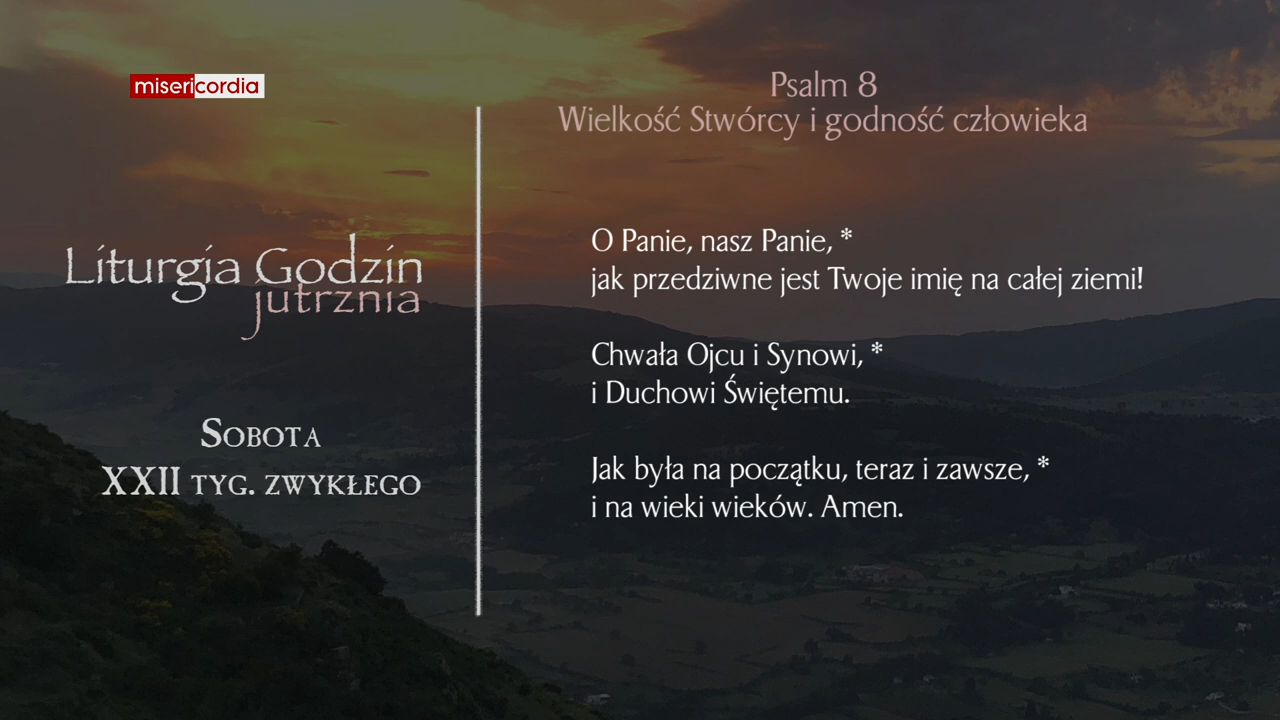 misericordia
Liturgia Godzin
jutrznia
Sobota
XXII tyg. zwykłego
Psalm 8
Wielkość Stwórcy i godność człowieka
O Panie, nasz Panie, *
jak przedziwne jest Twoje imię na całej ziemi!
Chwała Ojcu i Synowi, *
i Duchowi Świętemu.
Jak była na początku, teraz i zawsze, *
i na wieki wieków. Amen.